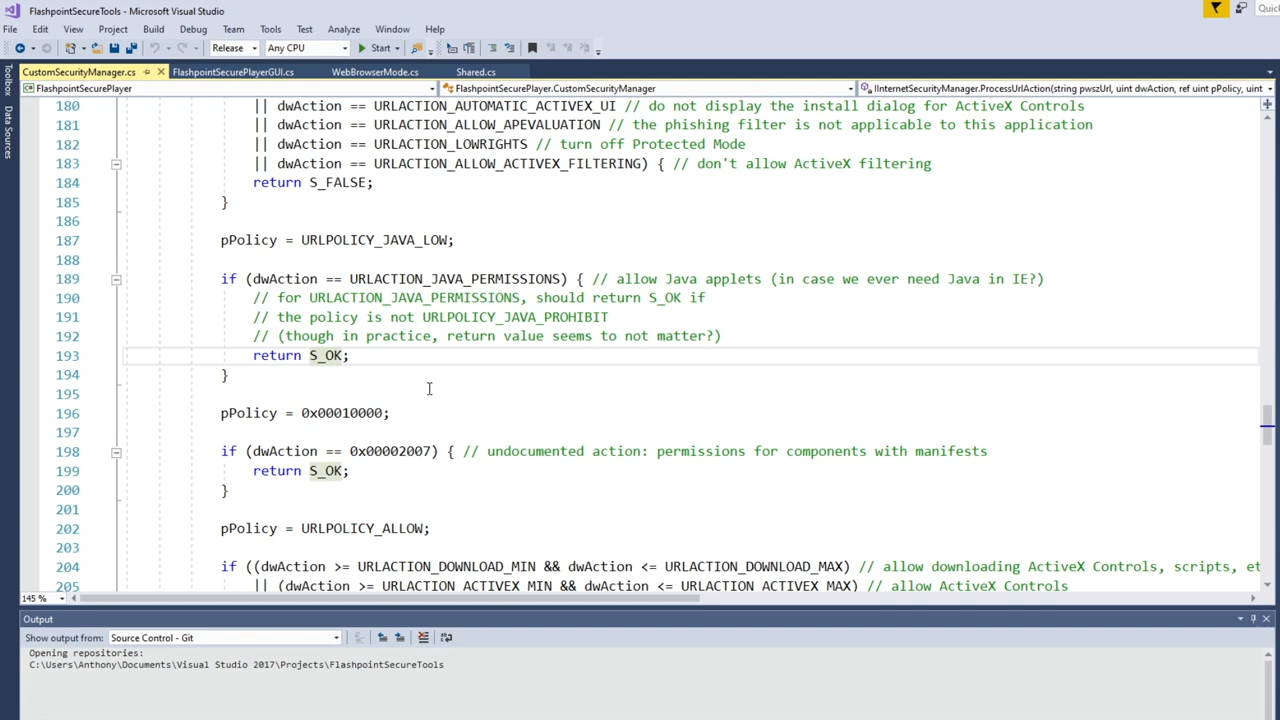 FlashpointSecureTools - Microsoft Visual Studio
Quic
File Edit View Project Build Debug Team Tools Test Analyze Window Help
Release Any CPU Start
CustomSecurityManager.cs FlashpointSecurePlayerGUI.cs WebBrowserMode.cs Shared.cs
FlashpointSecurePlayer FlashpointSecurePlayer.CustomSecurityManager IInternetSecurityManager.ProcessUrlAction(string pwszUrl, uint dwAction, ref uint pPolicy, uint
Toolbox
Data Sources
180 || dwAction == URLACTION_AUTOMATIC_ACTIVEX_UI // do not display the install dialog for ActiveX Controls
181 || dwAction == URLACTION_ALLOW_APEVALUATION // the phishing filter is not applicable to this application
182 || dwAction == URLACTION_LOWRIGHTS // turn off Protected Mode
183 || dwAction == URLACTION_ALLOW_ACTIVEX_FILTERING) { // don't allow ActiveX filtering
184 return S_FALSE;
185 }
186
187 pPolicy = URLPOLICY_JAVA_LOW;
188
189 if (dwAction == URLACTION_JAVA_PERMISSIONS) { // allow Java applets (in case we ever need Java in IE?)
190 // for URLACTION_JAVA_PERMISSIONS, should return S_OK if
191 // the policy is not URLPOLICY_JAVA_PROHIBIT
192 // (though in practice, return value seems to not matter?)
193 return S_OK;
194 }
195
196 pPolicy = 0x00010000;
197
198 if (dwAction == 0x00002007) { // undocumented action: permissions for components with manifests
199 return S_OK;
200 }
201
202 pPolicy = URLPOLICY_ALLOW;
203
204 if ((dwAction >= URLACTION_DOWNLOAD_MIN && dwAction <= URLACTION_DOWNLOAD_MAX) // allow downloading ActiveX Controls, scripts, et
205 || (dwAction >= URLACTION_ACTIVEX_MIN && dwAction <= URLACTION_ACTIVEX_MAX) // allow ActiveX Controls
145 %
Output
Show output from: Source Control - Git
Opening repositories:
C:\Users\Anthony\Documents\Visual Studio 2017\Projects\FlashpointSecureTools